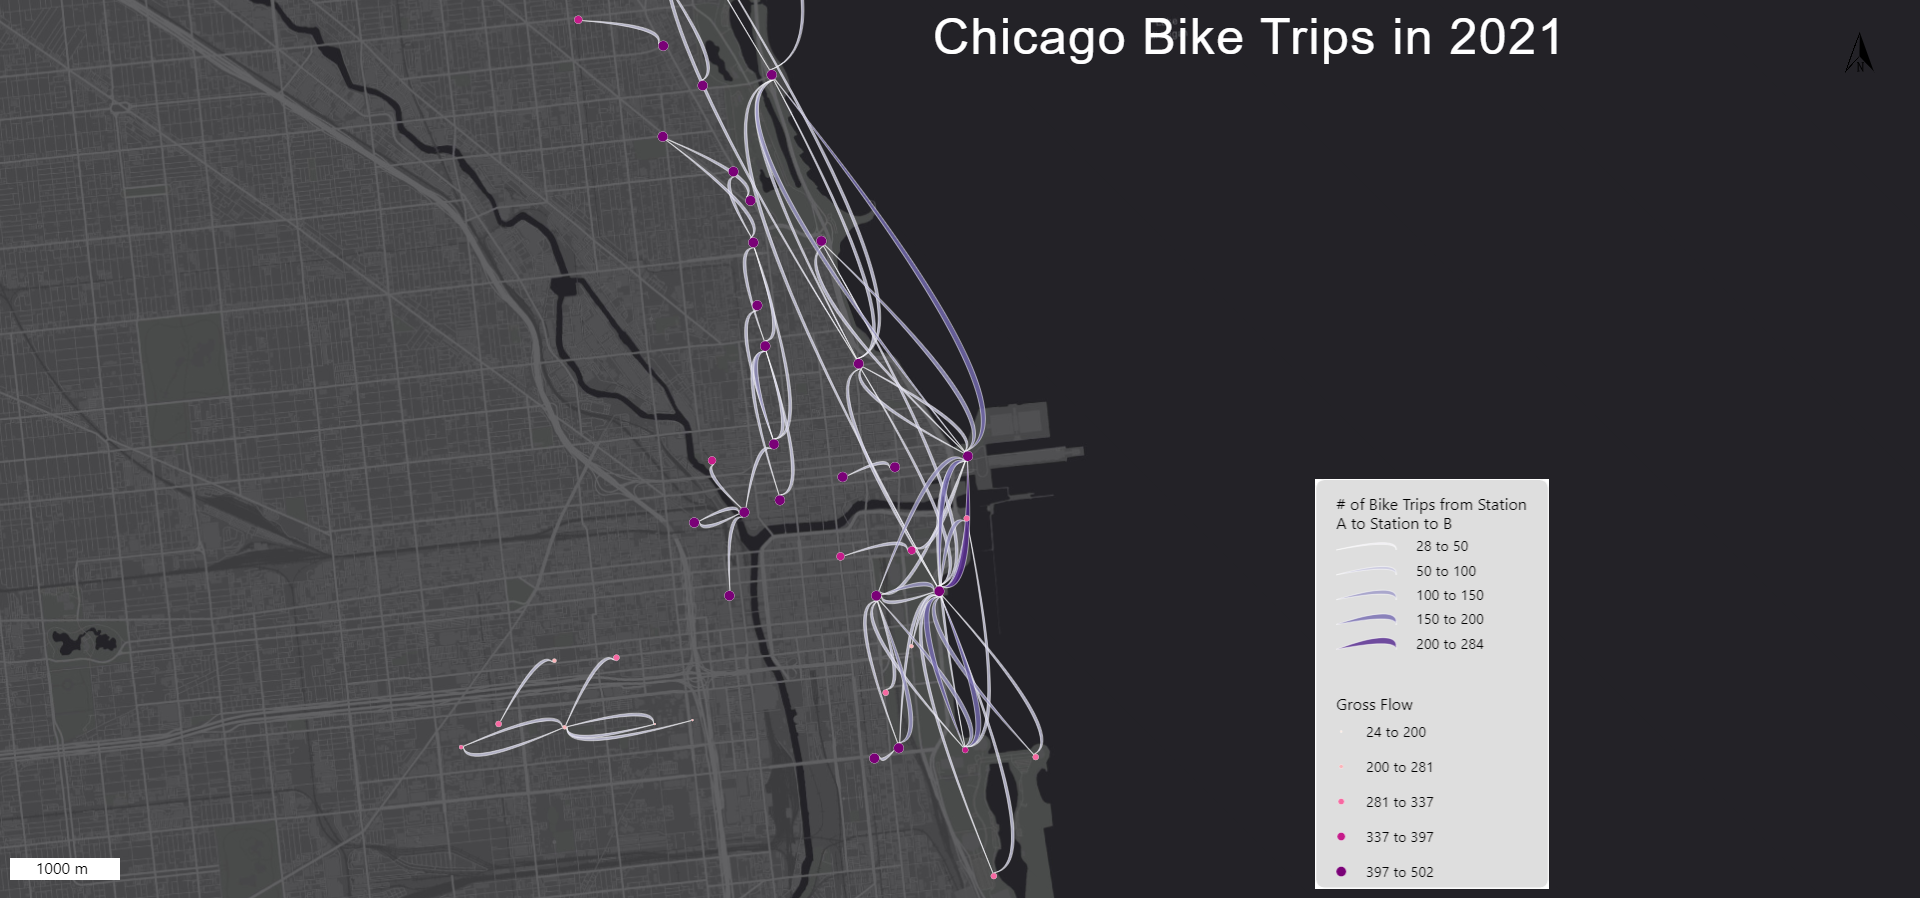 Chicago Bike Trips in 2021
N
# of Bike Trips from Station
A to Station to B
28 to 50
50 to 100
100 to 150
150 to 200
200 to 284
Gross Flow
24 to 200
200 to 281
281 to 337
337 to 397
397 to 502
1000 m